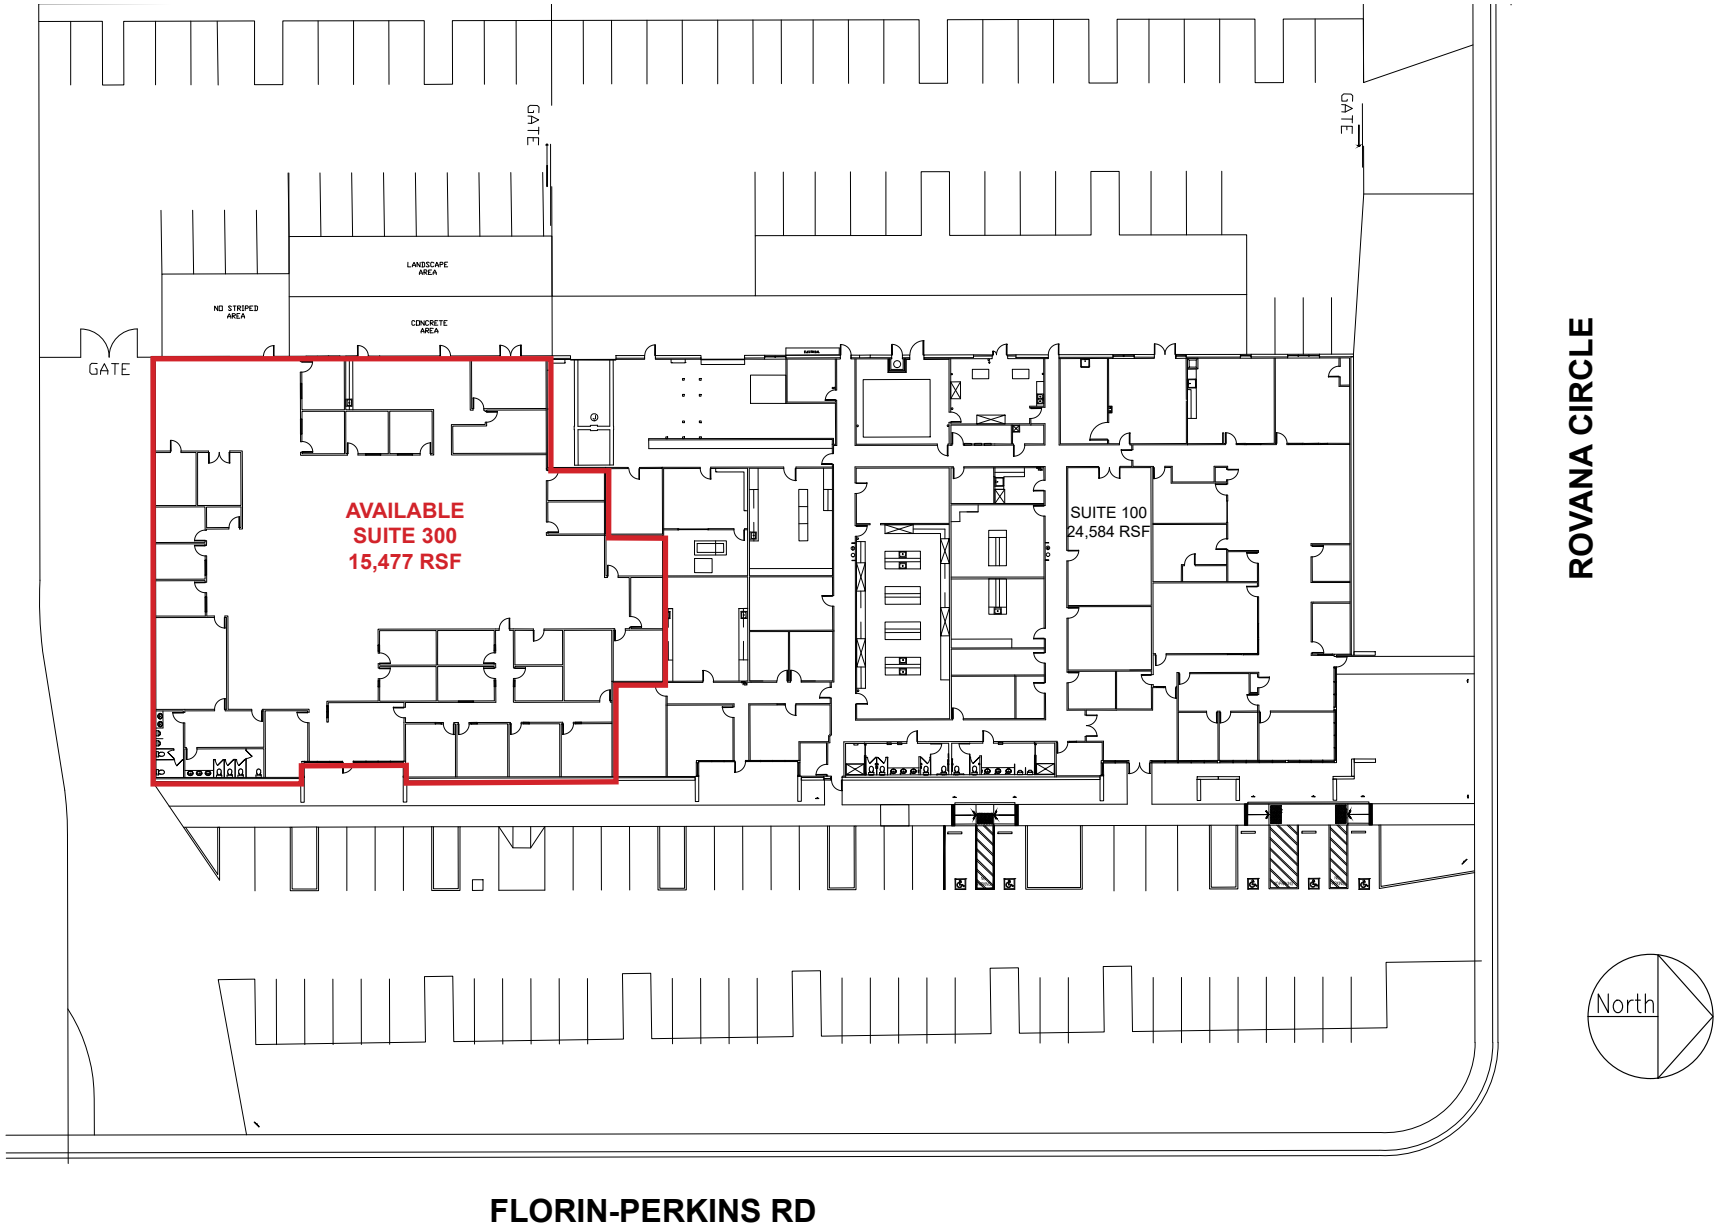 GATE
GATE
LANDSCAPE
AREA
NO STRIPED
AREA
CONCRETE
AREA
GATE
AVAILABLE
SUITE 300
15,477 RSF
SUITE 100
24,584 RSF
ROVANA CIRCLE
North
FLORIN-PERKINS RD